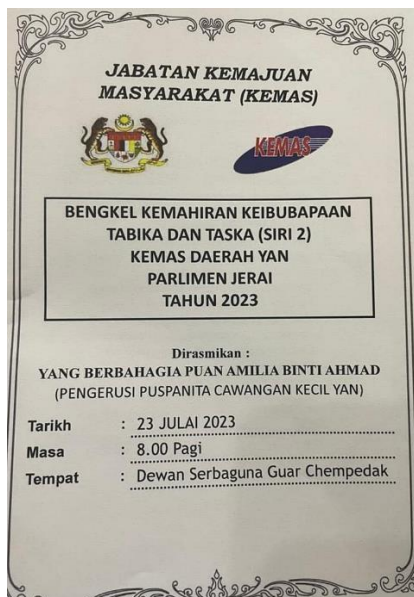 JABATAN KEMAJUAN
MASYARAKAT (KEMAS)
KEMAS
BENGKEL KEMAHIRAN KEIBUBAPAAN
TABIKA DAN TASKA (SIRI 2)
KEMAS DAERAH YAN
PARLIMEN JERAI
TAHUN 2023
Dirasmikan :
YANG BERBAHAGIA PUAN AMILIA BINTI AHMAD
(PENGERUSI PUSPANITA CAWANGAN KECIL YAN)
Tarikh : 23 JULAI 2023
Masa : 8.00 Pagi
Tempat : Dewan Serbaguna Guar Chempedak